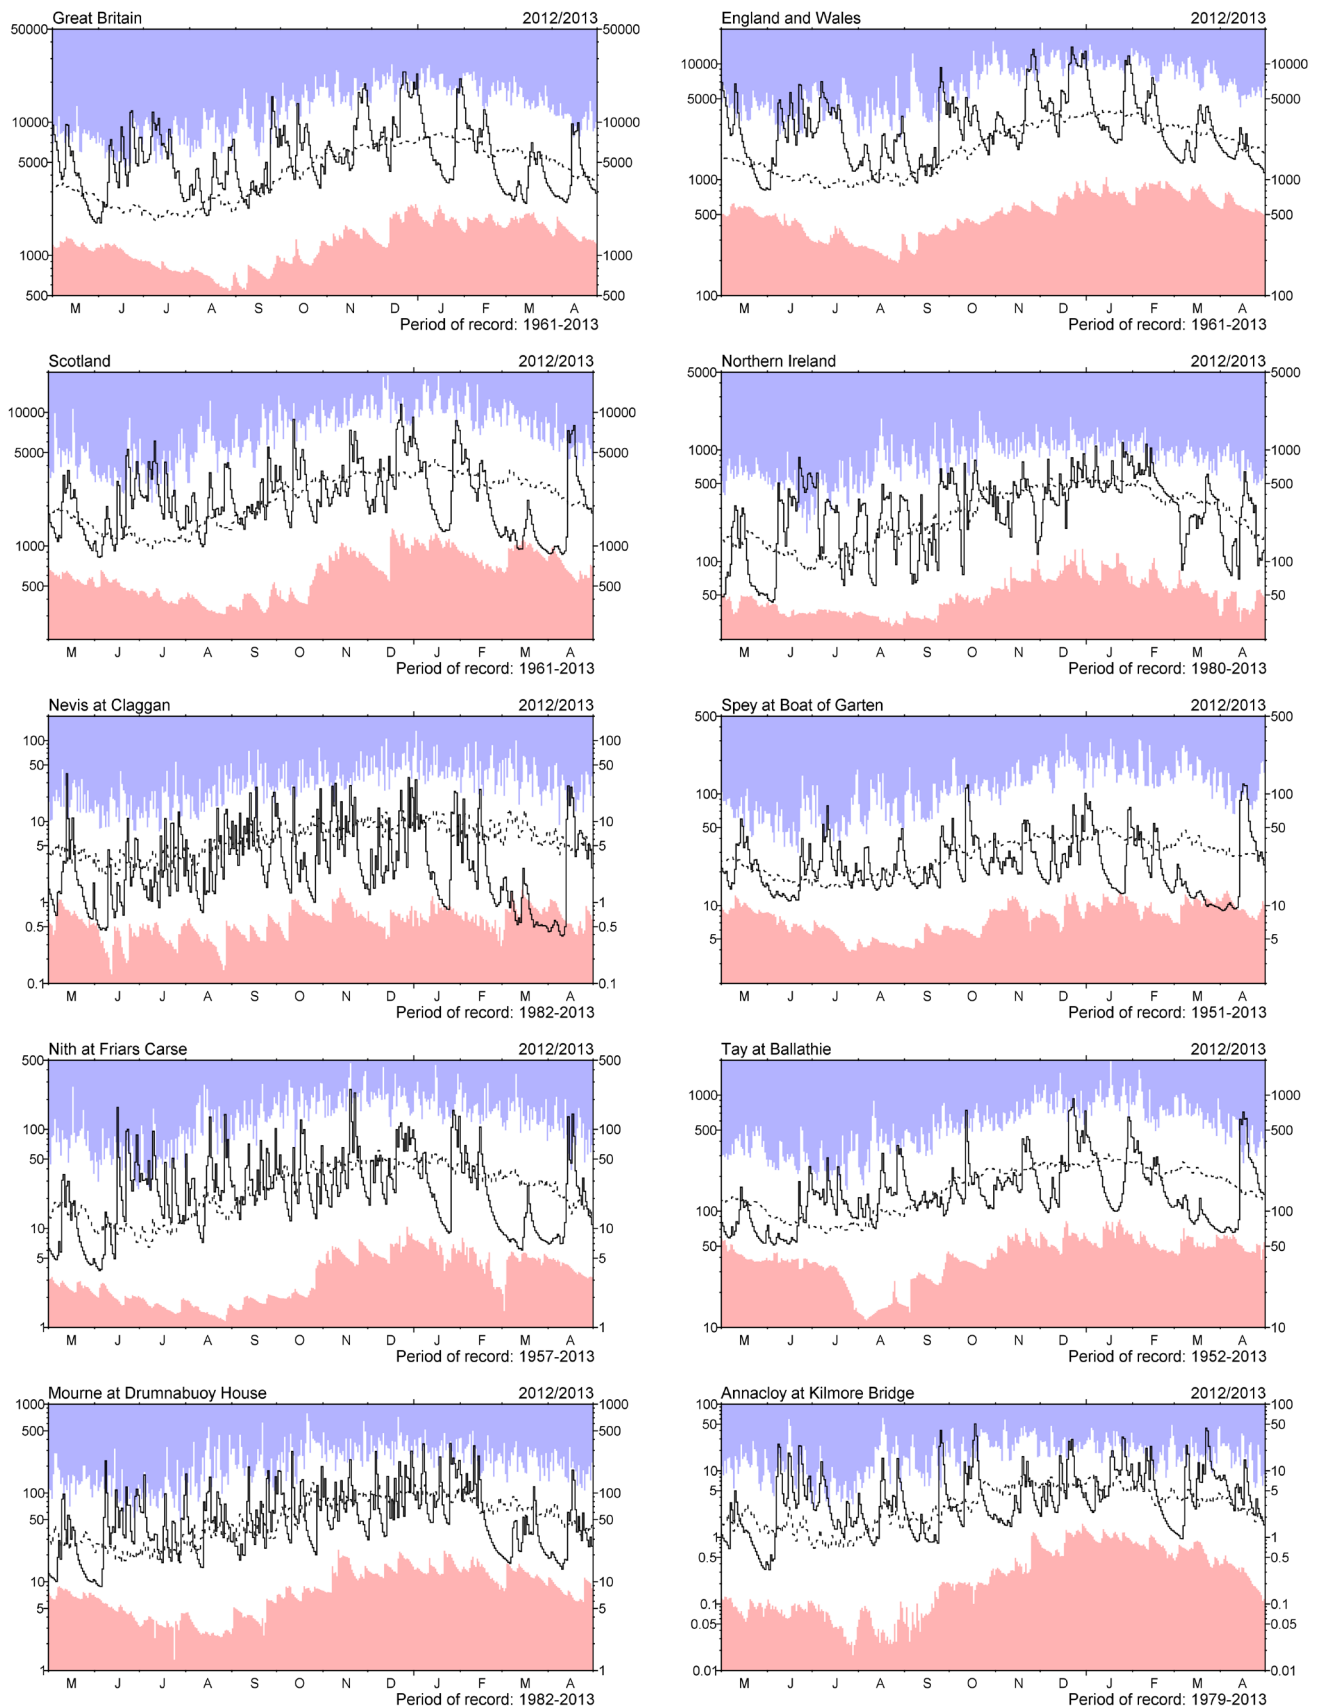 Great Britain 2012/2013 England and Wales 2012/2013
50000 50000
10000 10000 10000 10000
5000 5000 5000 5000
1000 1000 1000 1000
500 500
500 500 100 100
M J J A S O N D J F M A M J J A S O N D J F M A
Period of record: 1961-2013 Period of record: 1961-2013
Scotland 2012/2013 Northern Ireland 2012/2013
5000 5000
10000 10000
5000 5000 1000 1000
500 500
1000 1000
500 500 100 100
50 50
M J J A S O N D J F M A M J J A S O N D J F M A
Period of record: 1961-2013 Period of record: 1980-2013
Nevis at Claggan 2012/2013 Spey at Boat of Garten 2012/2013
500 500
100 100
50 50 100 100
10 10 50 50
5 5
1 1 10 10
0.5 0.5 5 5
0.1 0.1
M J J A S O N D J F M A M J J A S O N D J F M A
Period of record: 1982-2013 Period of record: 1951-2013
Nith at Friars Carse 2012/2013 Tay at Ballathie 2012/2013
500 500
1000 1000
100 100 500 500
50 50
10 10 100 100
5 5 50 50
1 1 10 10
M J J A S O N D J F M A M J J A S O N D J F M A
Period of record: 1957-2013 Period of record: 1952-2013
Mourne at Drumnabuoy House 2012/2013 Annacloy at Kilmore Bridge 2012/2013
1000 1000 100 100
500 500 50 50
100 100 10 10
50 50 5 5
1 1
10 10 0.5 0.5
5 5 0.1 0.1
0.05 0.05
1 1 0.01 0.01
M J J A S O N D J F M A M J J A S O N D J F M A
Period of record: 1982-2013 Period of record: 1979-2013